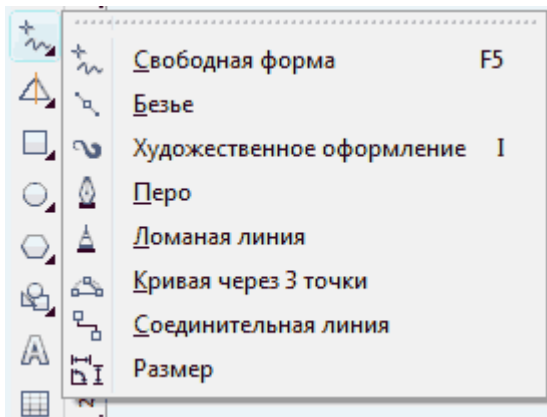 Свободная форма F5
Безье
Художественное оформление I
Перо
Ломаная линия
Кривая через 3 точки
Соединительная линия
Размер